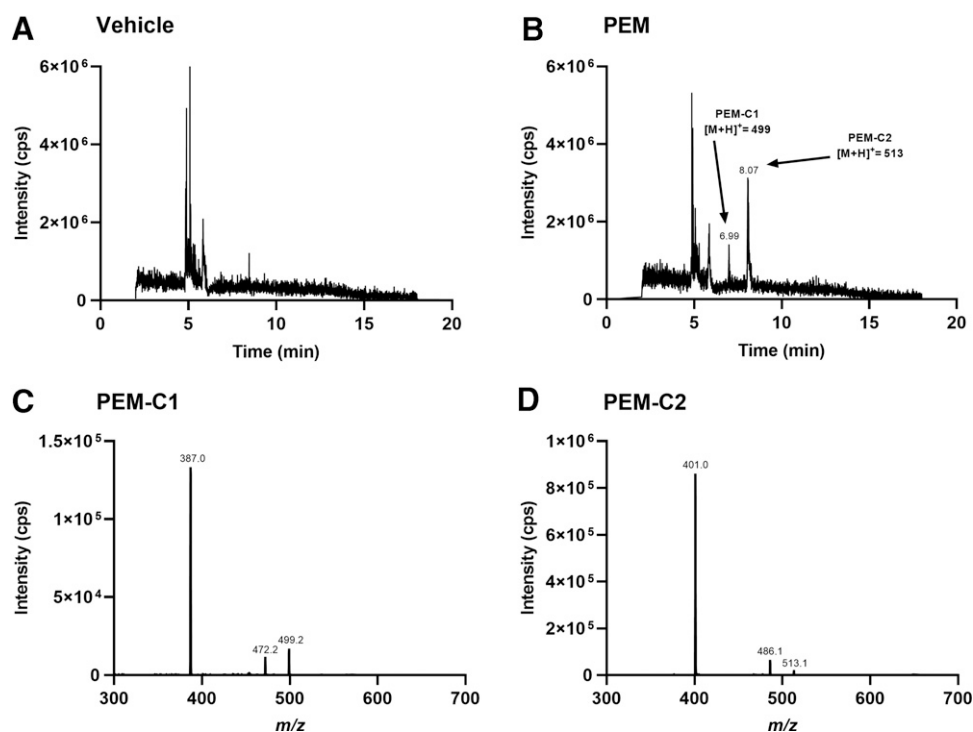 A Vehicle
6×10⁶
4×10⁶
2×10⁶
0
Intensity (cps)
0 5 10 15 20
Time (min)
B PEM
6×10⁶
4×10⁶
2×10⁶
0
Intensity (cps)
PEM-C1
[M+H]⁺= 499
PEM-C2
[M+H]⁺= 513
8.07
6.99
0 5 10 15 20
Time (min)
C PEM-C1
1.5×10⁵
1×10⁵
5×10⁴
0
Intensity (cps)
387.0
472.2
499.2
300 400 500 600 700
m/z
D PEM-C2
1×10⁶
8×10⁵
6×10⁵
4×10⁵
2×10⁵
0
Intensity (cps)
401.0
486.1
513.1
300 400 500 600 700
m/z